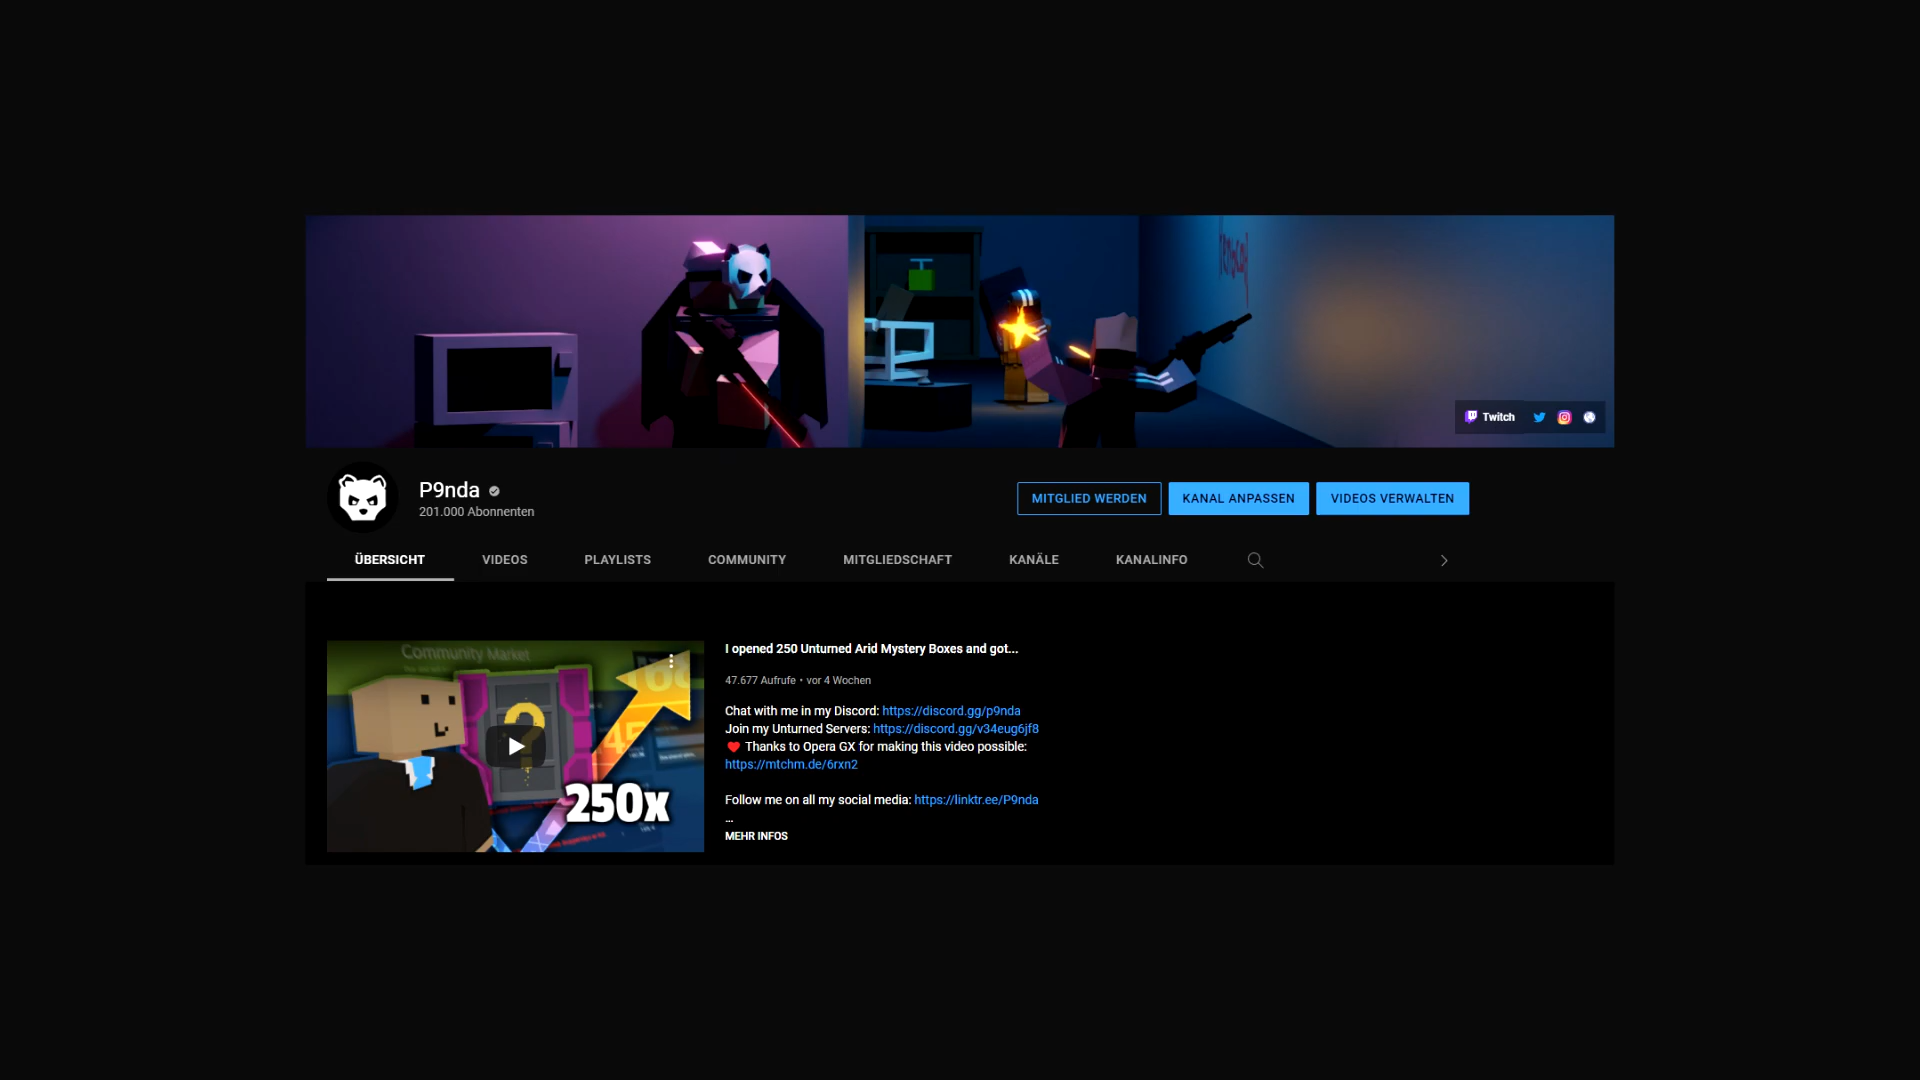 Twitch
P9nda
201.000 Abonnenten
MITGLIED WERDEN
KANAL ANPASSEN
VIDEOS VERWALTEN
ÜBERSICHT
VIDEOS
PLAYLISTS
COMMUNITY
MITGLIEDSCHAFT
KANÄLE
KANALINFO
Community Market
?
250x
I opened 250 Unturned Arid Mystery Boxes and got...
47.677 Aufrufe • vor 4 Wochen
Chat with me in my Discord: https://discord.gg/p9nda
Join my Unturned Servers: https://discord.gg/v34eug6jf8
❤️ Thanks to Opera GX for making this video possible:
https://mtchm.de/6rxn2
Follow me on all my social media: https://linktr.ee/P9nda
...
MEHR INFOS